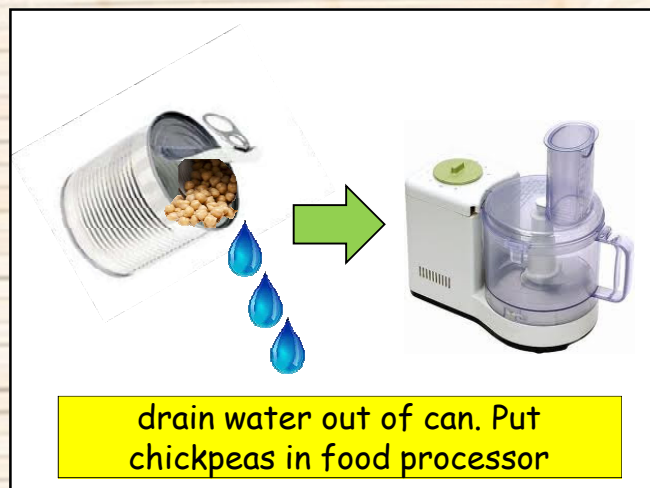 drain water out of can. Put
chickpeas in food processor